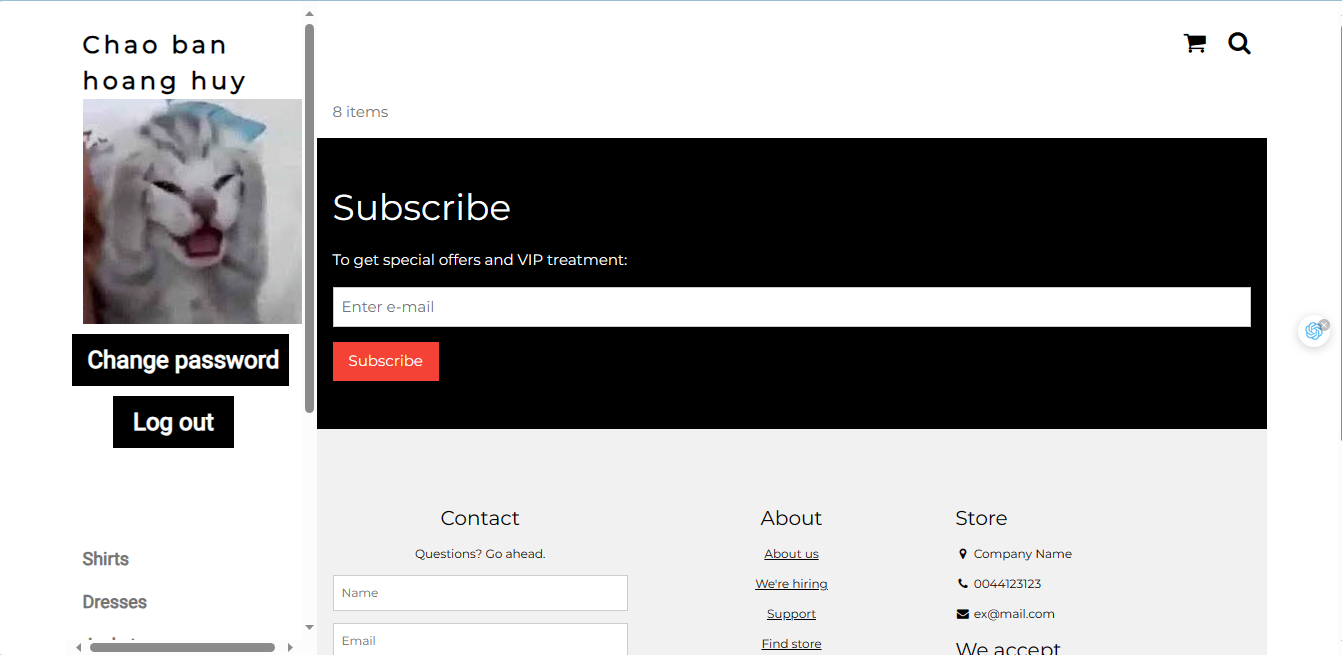 Chao ban
hoang huy
Change password
Log out
Shirts
Dresses
8 items
Subscribe
To get special offers and VIP treatment:
Enter e-mail
Subscribe
Contact
Questions? Go ahead.
Name
Email
About
About us
We're hiring
Support
Find store
Store
Company Name
0044123123
ex@mail.com
We accept